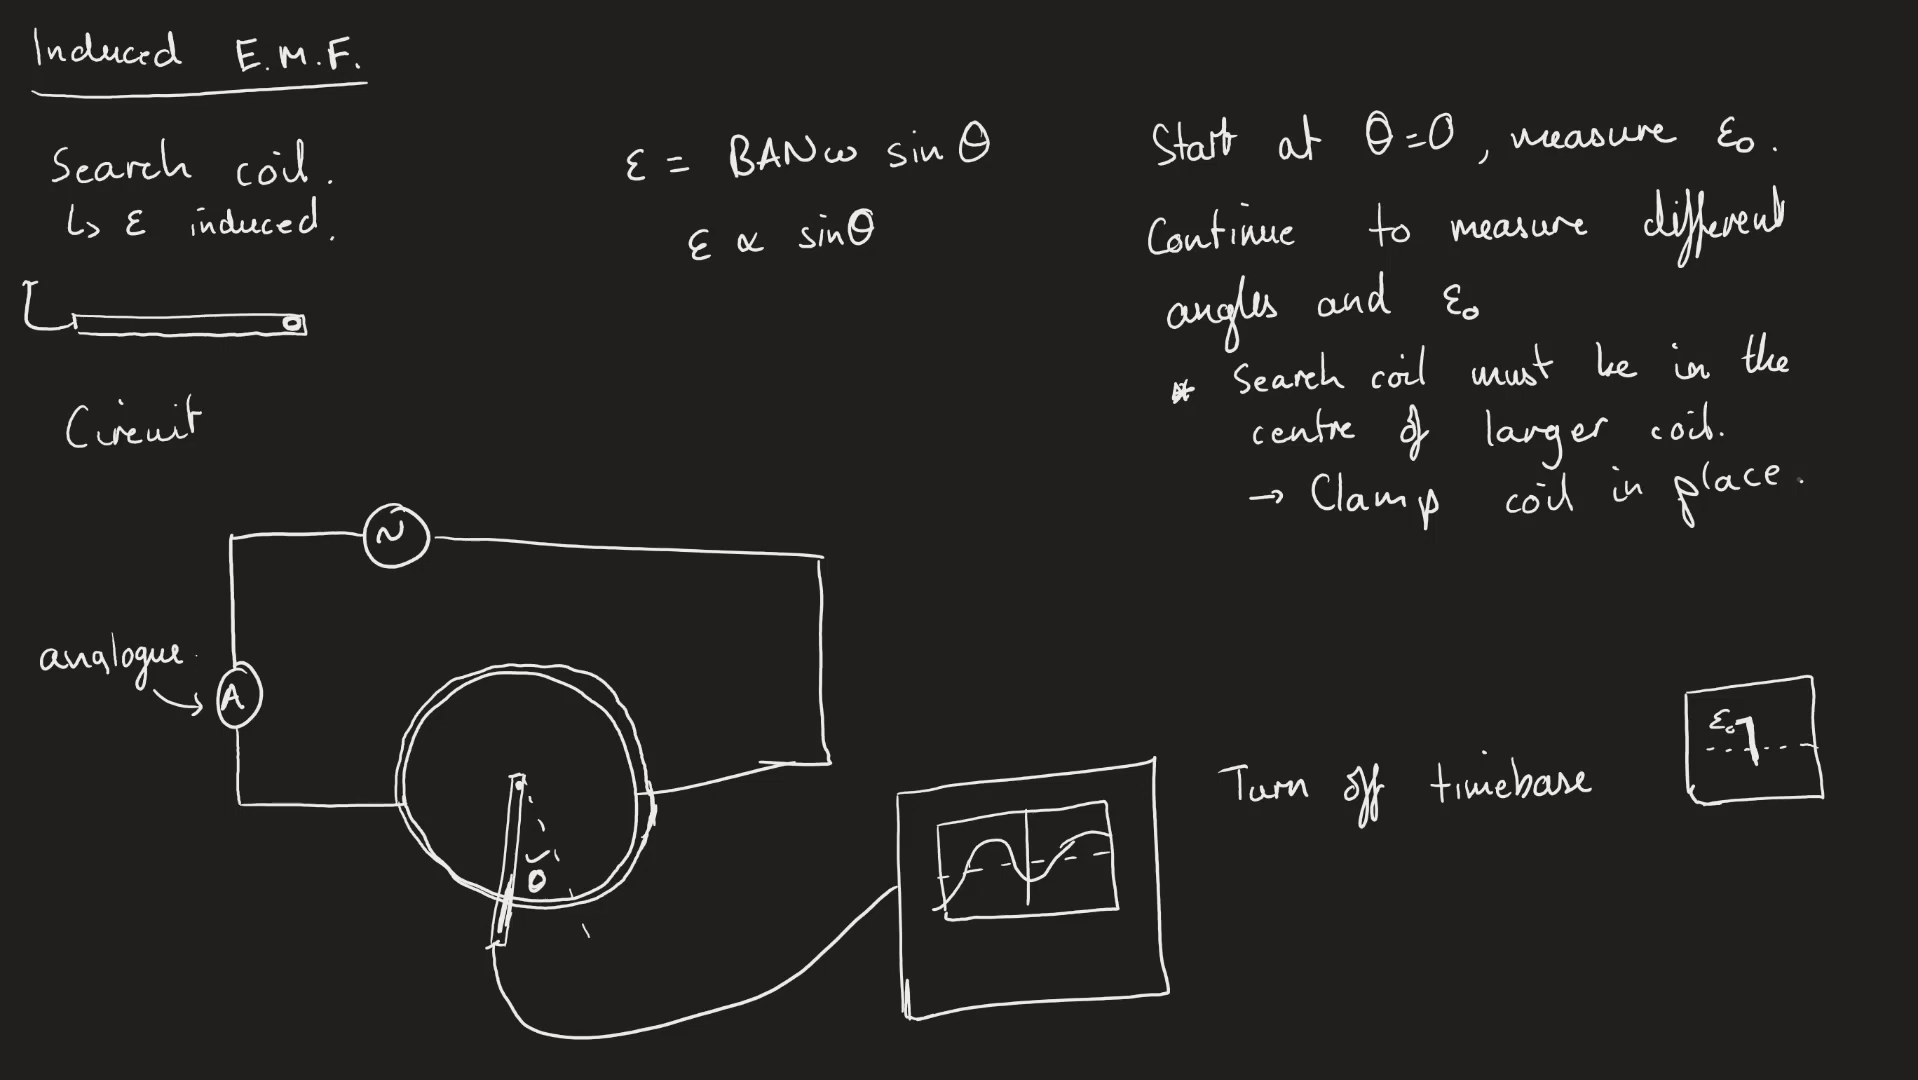 Induced E.M.F.
Search coil.
↳ ε induced.
Circuit
analogue
A
θ
ε = BANω sin θ
ε ∝ sinθ
Start at θ=0, measure ε₀.
Continue to measure different
angles and ε₀
* Search coil must be in the
centre of larger coil.
→ Clamp coil in place.
Turn off timebase
ε₀